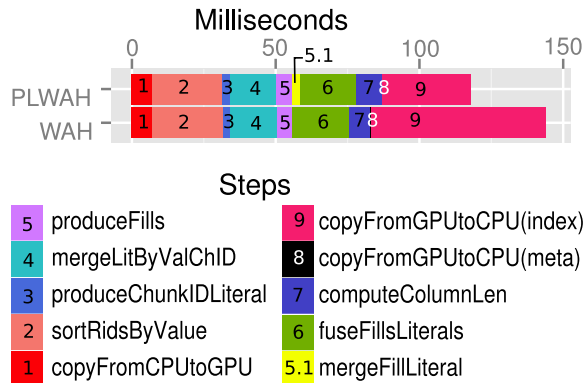 Milliseconds
5.1
0 50 100 150
PLWAH 1 2 3 4 5 6 7 8 9
WAH 1 2 3 4 5 6 7 8 9
Steps
5 produceFills 9 copyFromGPUtoCPU(index)
4 mergeLitByValChID 8 copyFromGPUtoCPU(meta)
3 produceChunkIDLiteral 7 computeColumnLen
2 sortRidsByValue 6 fuseFillsLiterals
1 copyFromCPUtoGPU 5.1 mergeFillLiteral